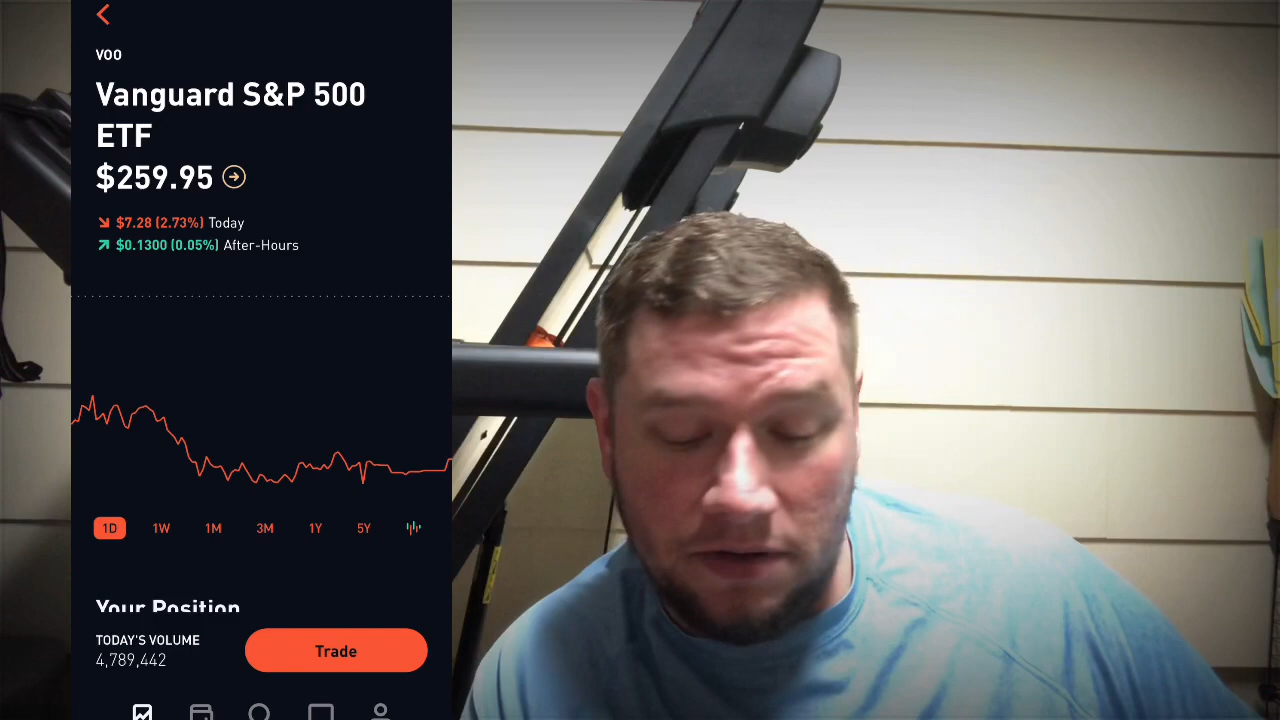 VOO
Vanguard S&P 500
ETF
$259.95
$7.28 (2.73%) Today
$0.1300 (0.05%) After-Hours
1D 1W 1M 3M 1Y 5Y
Your Position
TODAY'S VOLUME
4,789,442
Trade